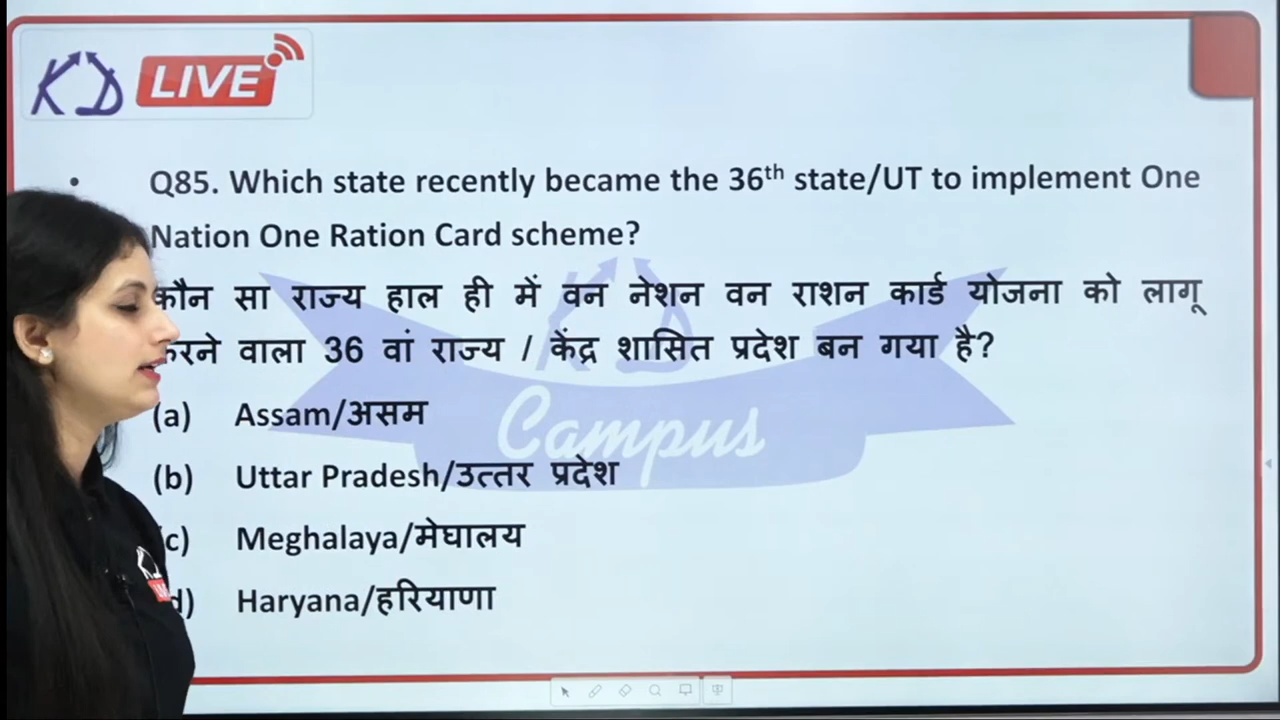 KD LIVE
• Q85. Which state recently became the 36th state/UT to implement One
Nation One Ration Card scheme?
कौन सा राज्य हाल ही में वन नेशन वन राशन कार्ड योजना को लागू
करने वाला 36 वां राज्य / केंद्र शासित प्रदेश बन गया है?
KD
Campus
(a) Assam/असम
(b) Uttar Pradesh/उत्तर प्रदेश
c) Meghalaya/मेघालय
d) Haryana/हरियाणा